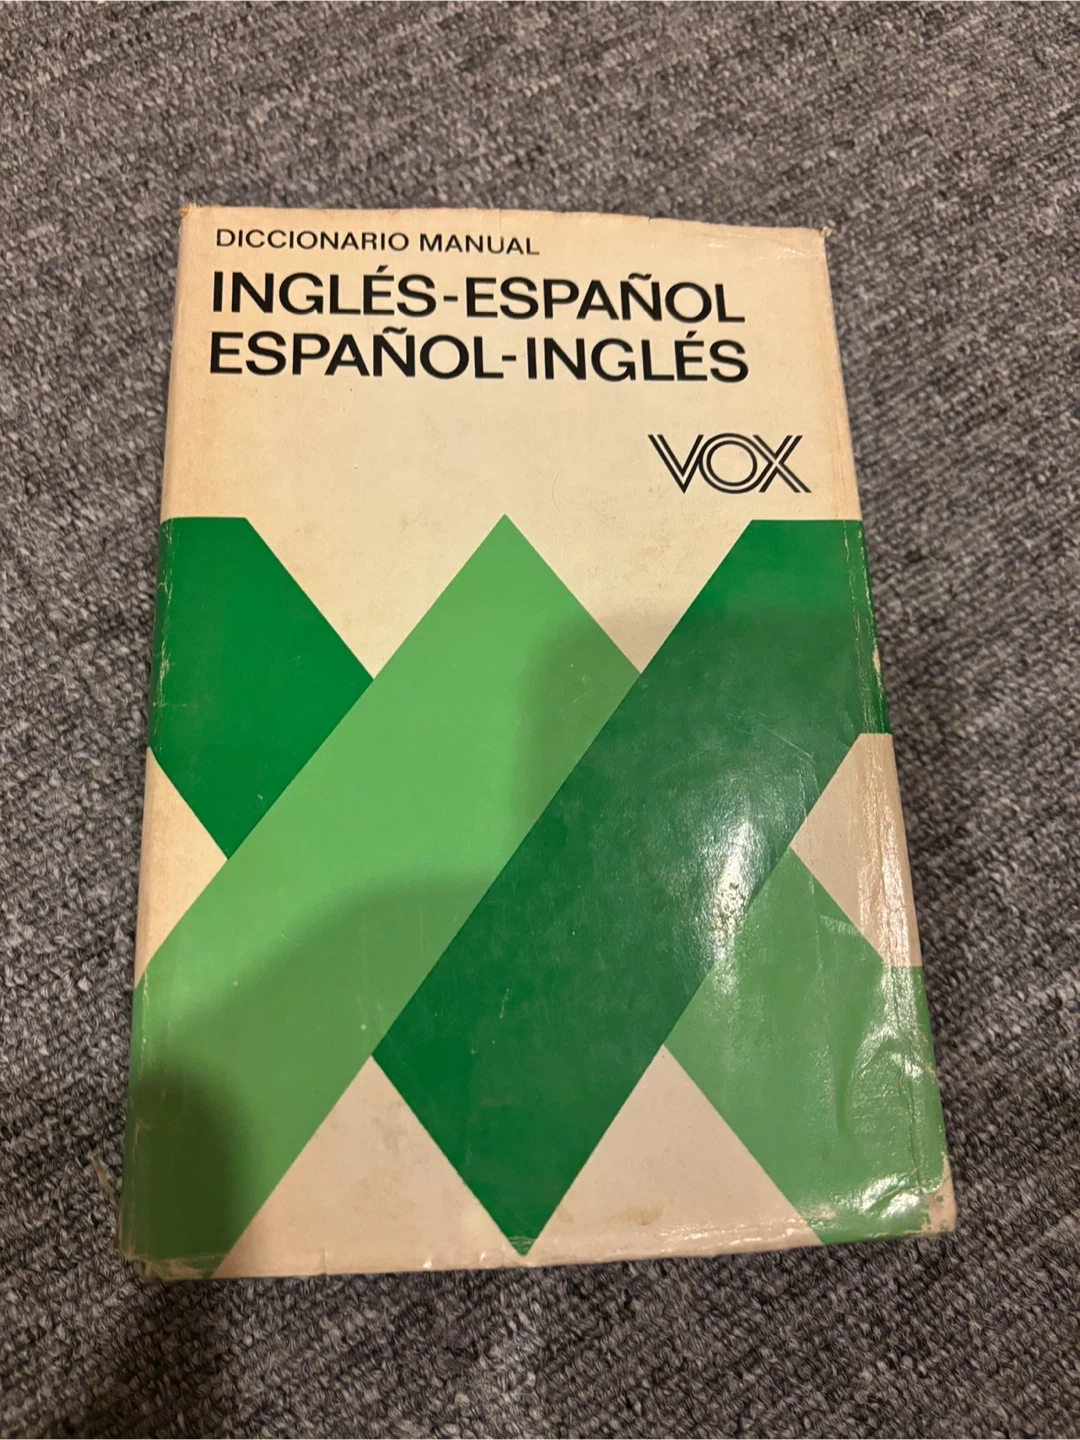 DICCIONARIO MANUAL
INGLÉS-ESPAÑOL
ESPAÑOL-INGLÉS
VOX